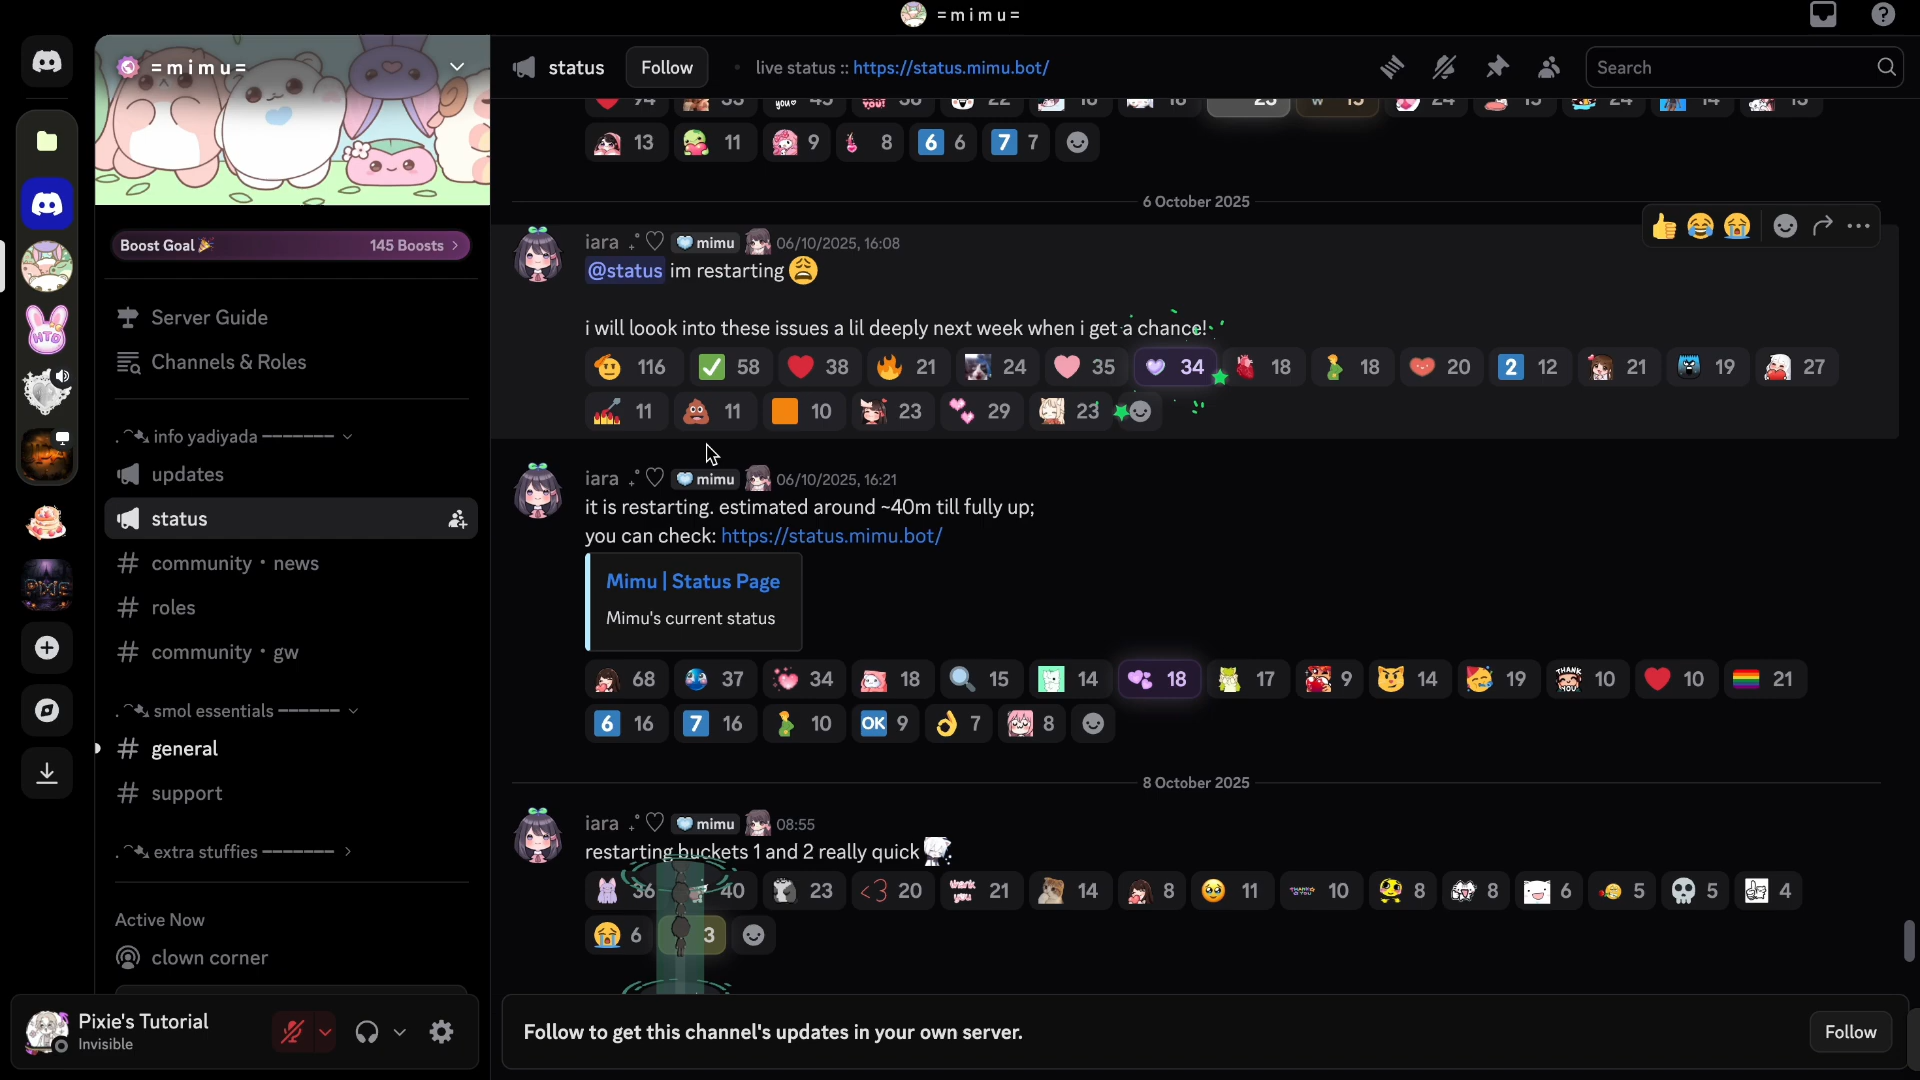 = m i m u =
= m i m u =
Boost Goal 145 Boosts >
Server Guide
Channels & Roles
info yadiyada
updates
status
community • news
roles
community • gw
smol essentials
general
support
extra stuffies
Active Now
clown corner
Pixie's Tutorial
Invisible
status Follow • live status :: https://status.mimu.bot/ Search
13 11 9 8 6 6 7 7
6 October 2025
iara mimu 06/10/2025, 16:08
@status im restarting
i will loook into these issues a lil deeply next week when i get a chance!
116 58 38 21 24 35 34 18 18 20 2 12 21 19 27
11 11 10 23 29 23
iara mimu 06/10/2025, 16:21
it is restarting. estimated around ~40m till fully up;
you can check: https://status.mimu.bot/
Mimu | Status Page
Mimu's current status
68 37 34 18 15 14 18 17 9 14 19 THANK YOU 10 10 21
6 16 7 16 10 OK 9 7 8
8 October 2025
iara mimu 08:55
restarting buckets 1 and 2 really quick
36 40 23 <3 20 thank you 21 14 8 11 10 8 8 6 5 5 4
6 3
Follow to get this channel's updates in your own server.
Follow